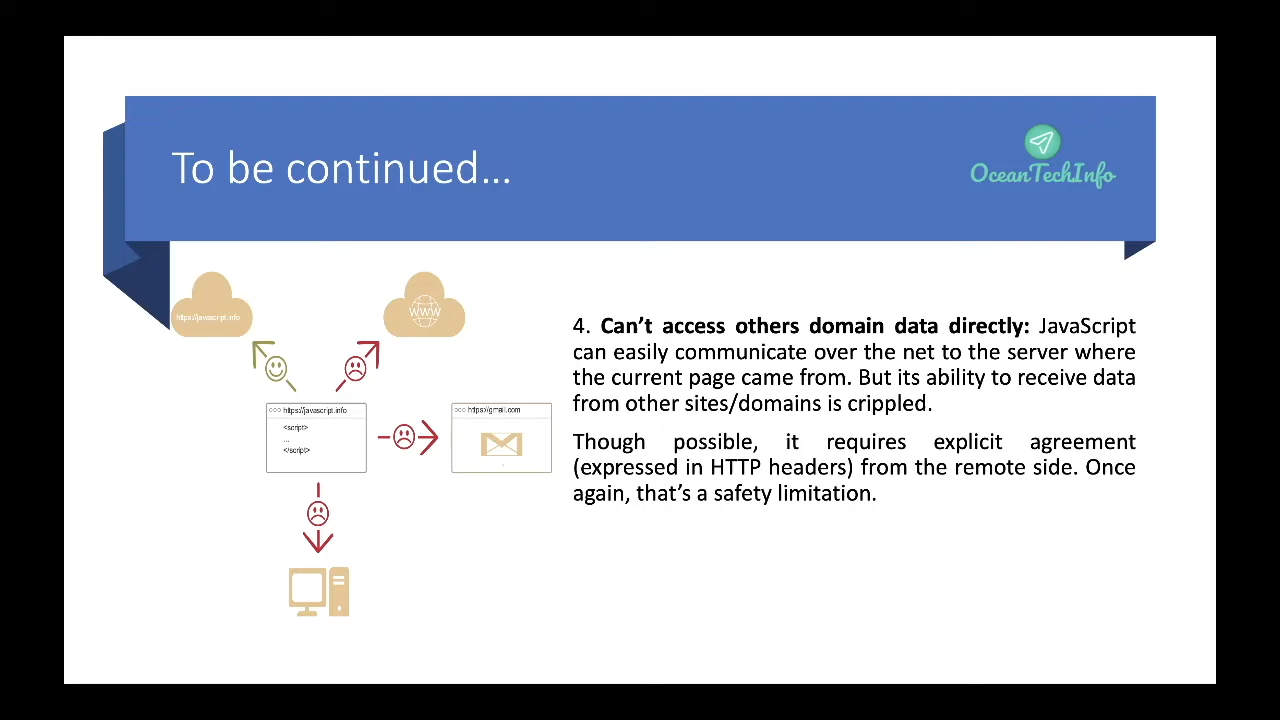 To be continued...
OceanTechInfo
https://javascript.info
WWW
4. Can't access others domain data directly: JavaScript
can easily communicate over the net to the server where
the current page came from. But its ability to receive data
from other sites/domains is crippled.
Though possible, it requires explicit agreement
(expressed in HTTP headers) from the remote side. Once
again, that's a safety limitation.
https://javascript.info
<script>
...
</script>
https://gmail.com